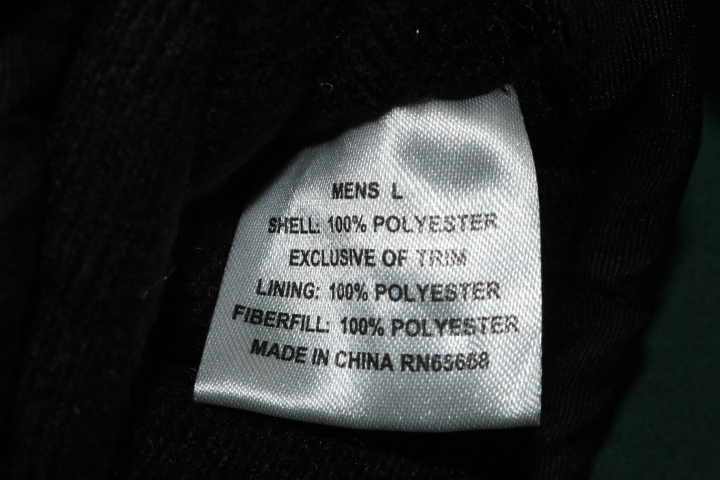 MENS L
SHELL: 100% POLYESTER
EXCLUSIVE OF TRIM
LINING: 100% POLYESTER
FIBERFILL: 100% POLYESTER
MADE IN CHINA RN65668